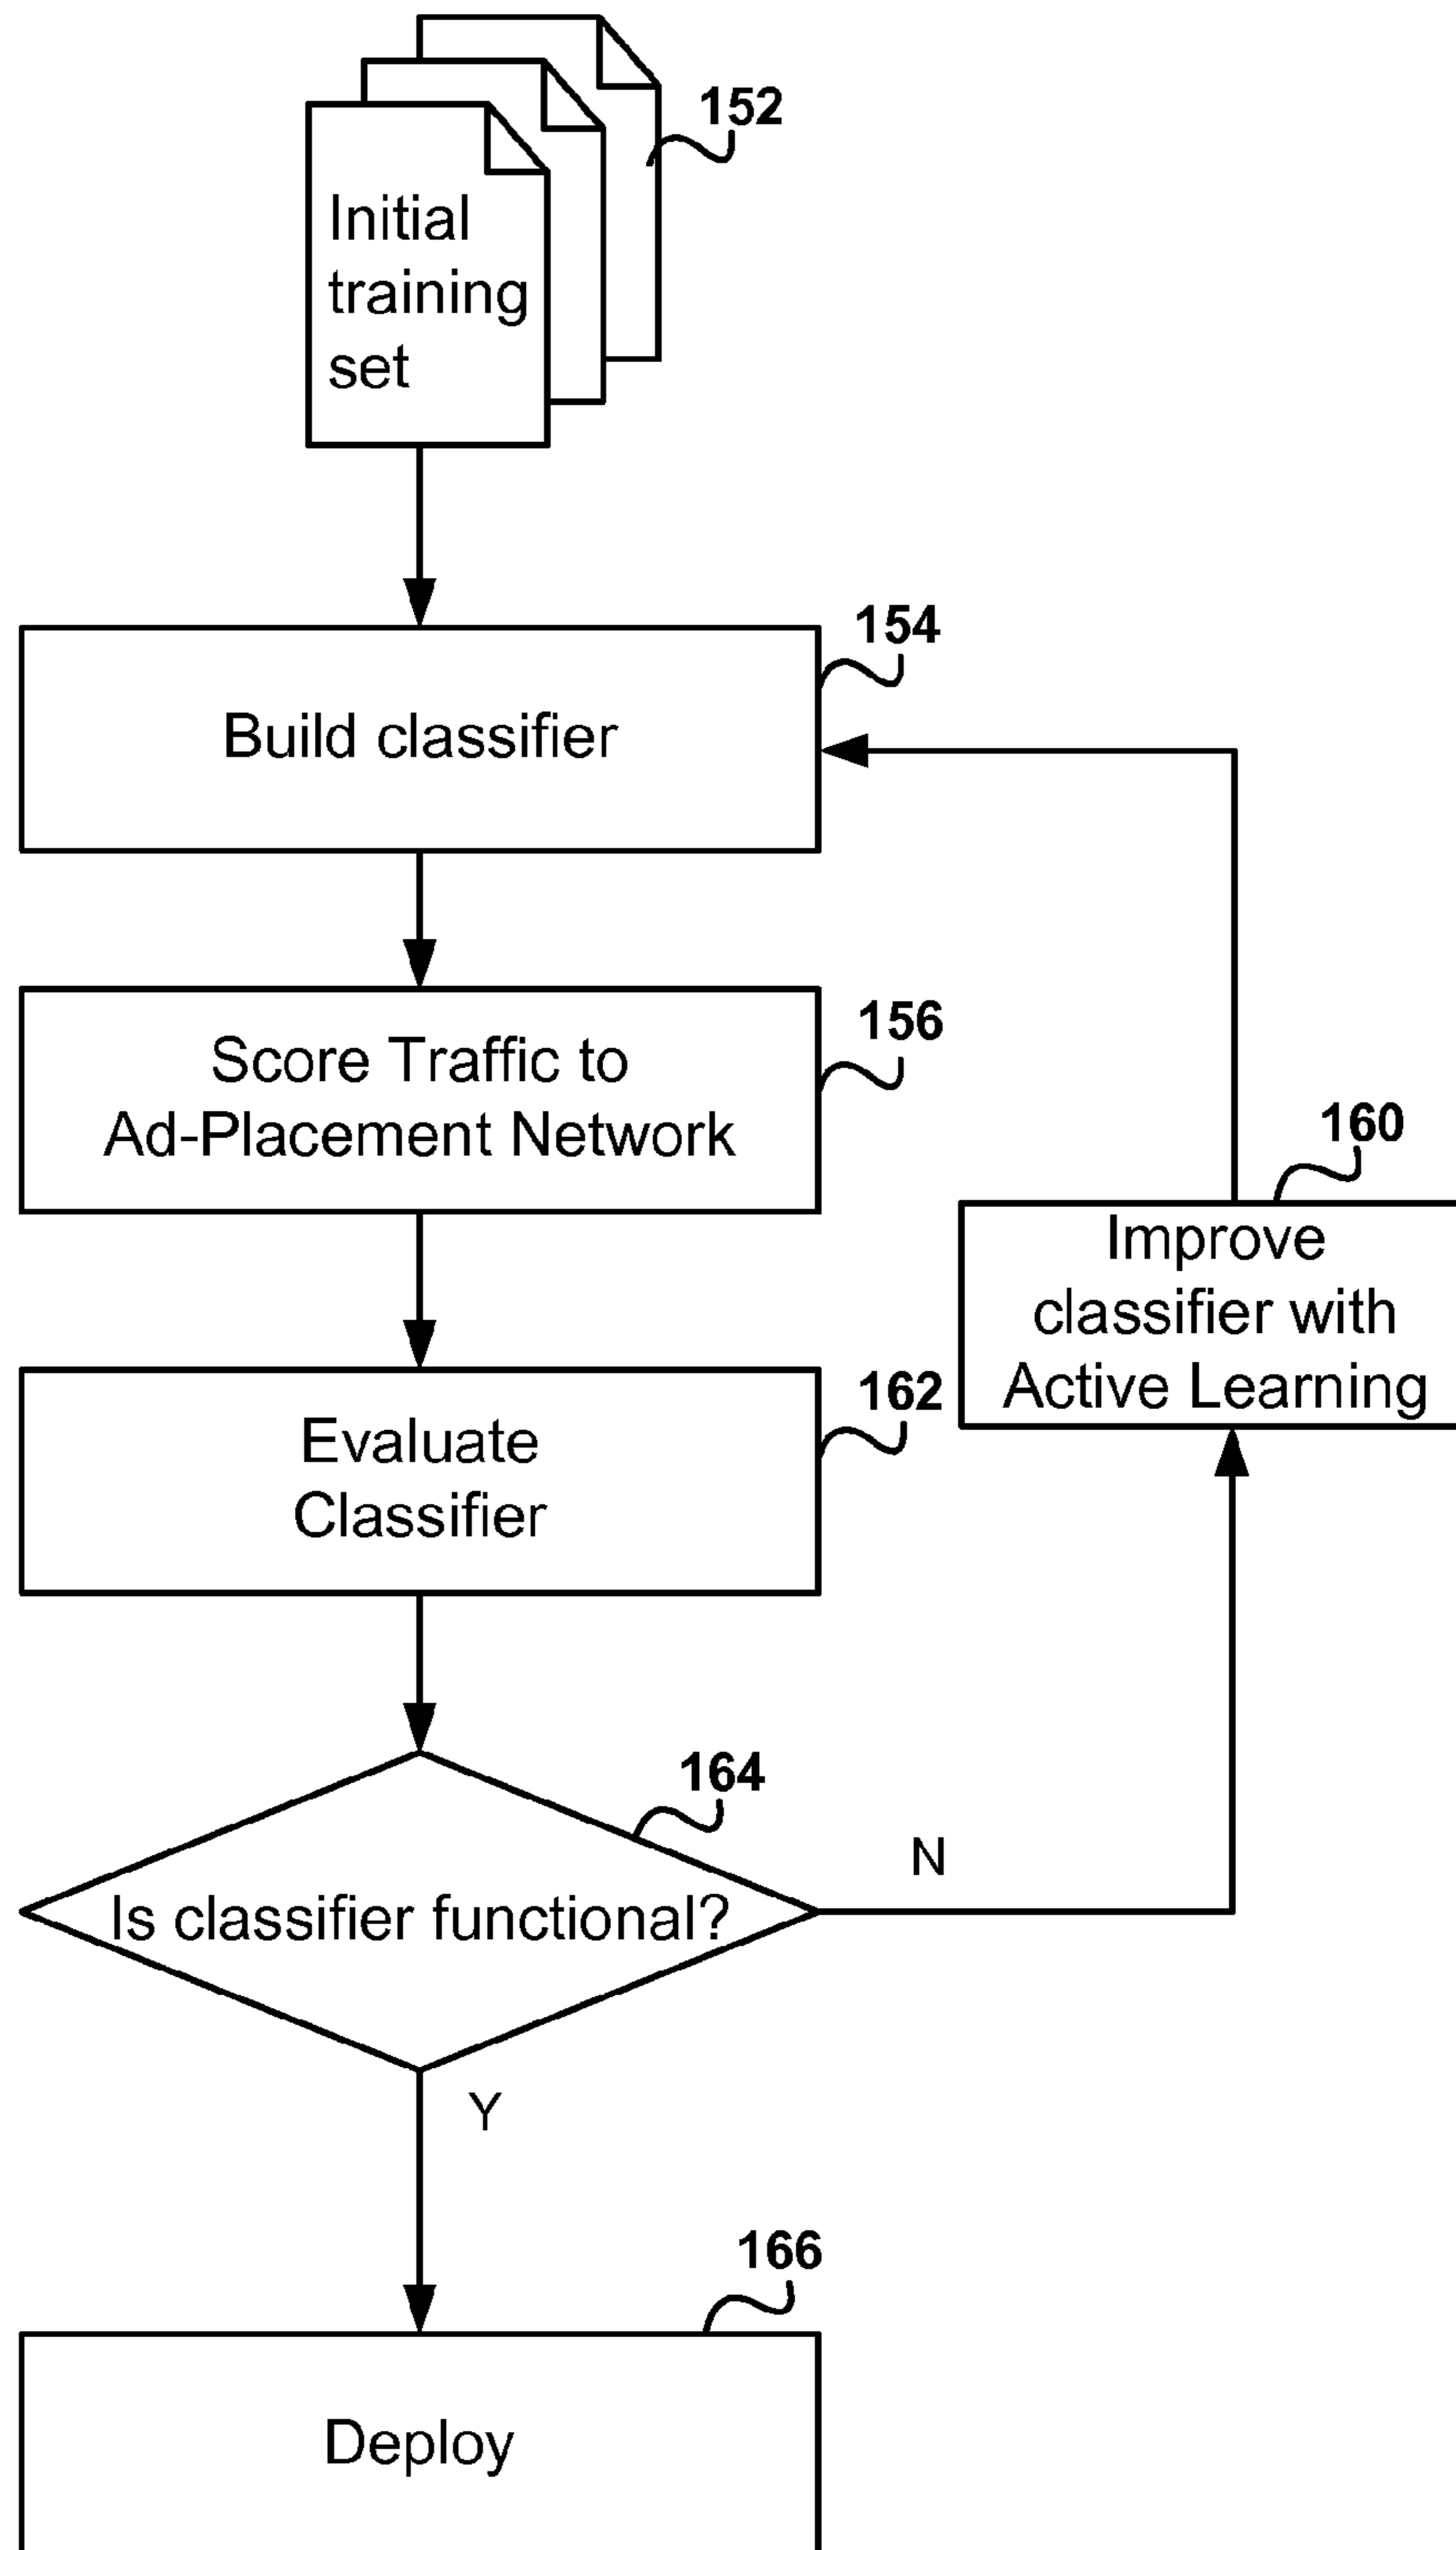 152
Initial
training
set
154
Build classifier
156
Score Traffic to
Ad-Placement Network
160
Improve
classifier with
Active Learning
162
Evaluate
Classifier
164
Is classifier functional?
N
Y
166
Deploy